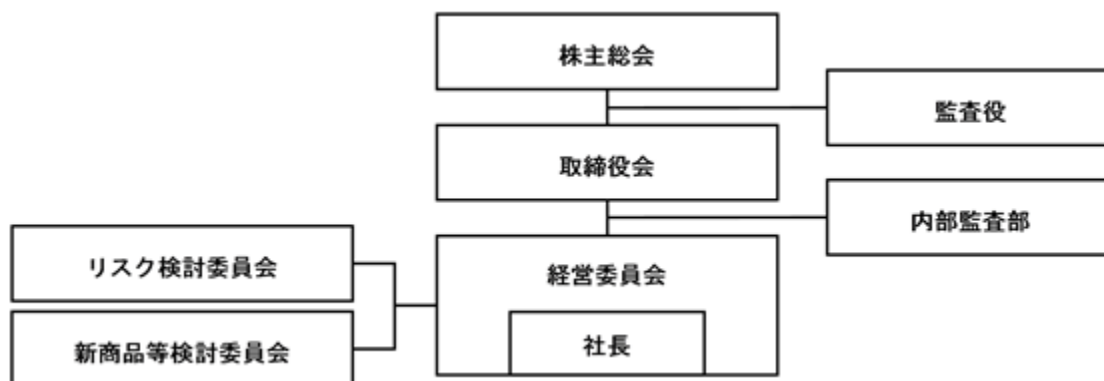 株主総会
監査役
取締役会
内部監査部
リスク検討委員会
経営委員会
社長
新商品等検討委員会